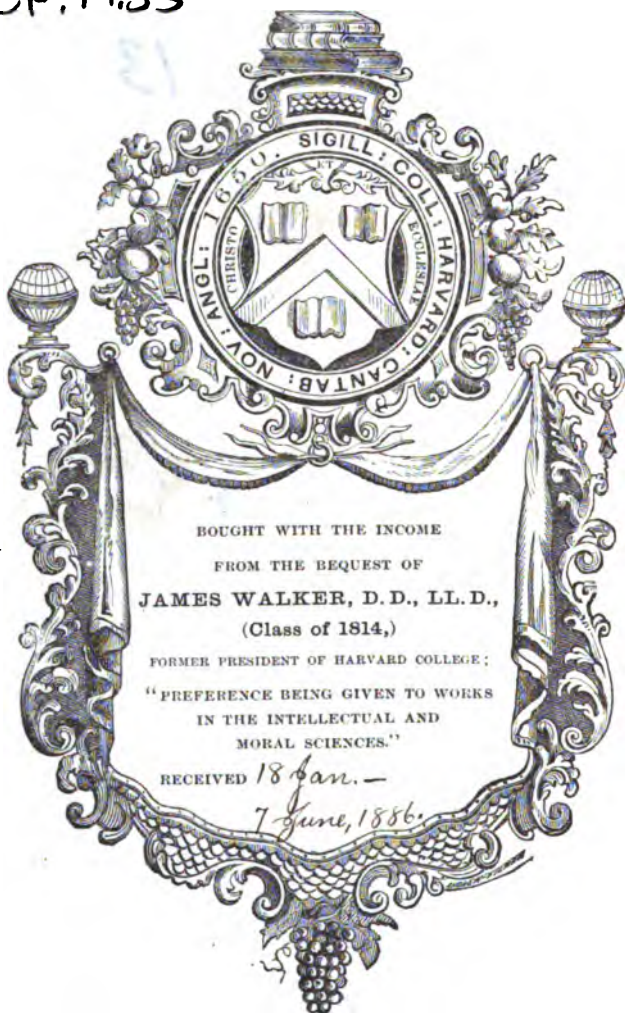 SIGILL: COLL: HARVARD: CANTAB: NOV: ANGL: 1650.
ET
CHRISTO
ECCLESIAE
BOUGHT WITH THE INCOME
FROM THE BEQUEST OF
JAMES WALKER, D.D., LL.D.,
(Class of 1814,)
FORMER PRESIDENT OF HARVARD COLLEGE;
"PREFERENCE BEING GIVEN TO WORKS
IN THE INTELLECTUAL AND
MORAL SCIENCES."
RECEIVED 18 Jan. —
7 June, 1886.